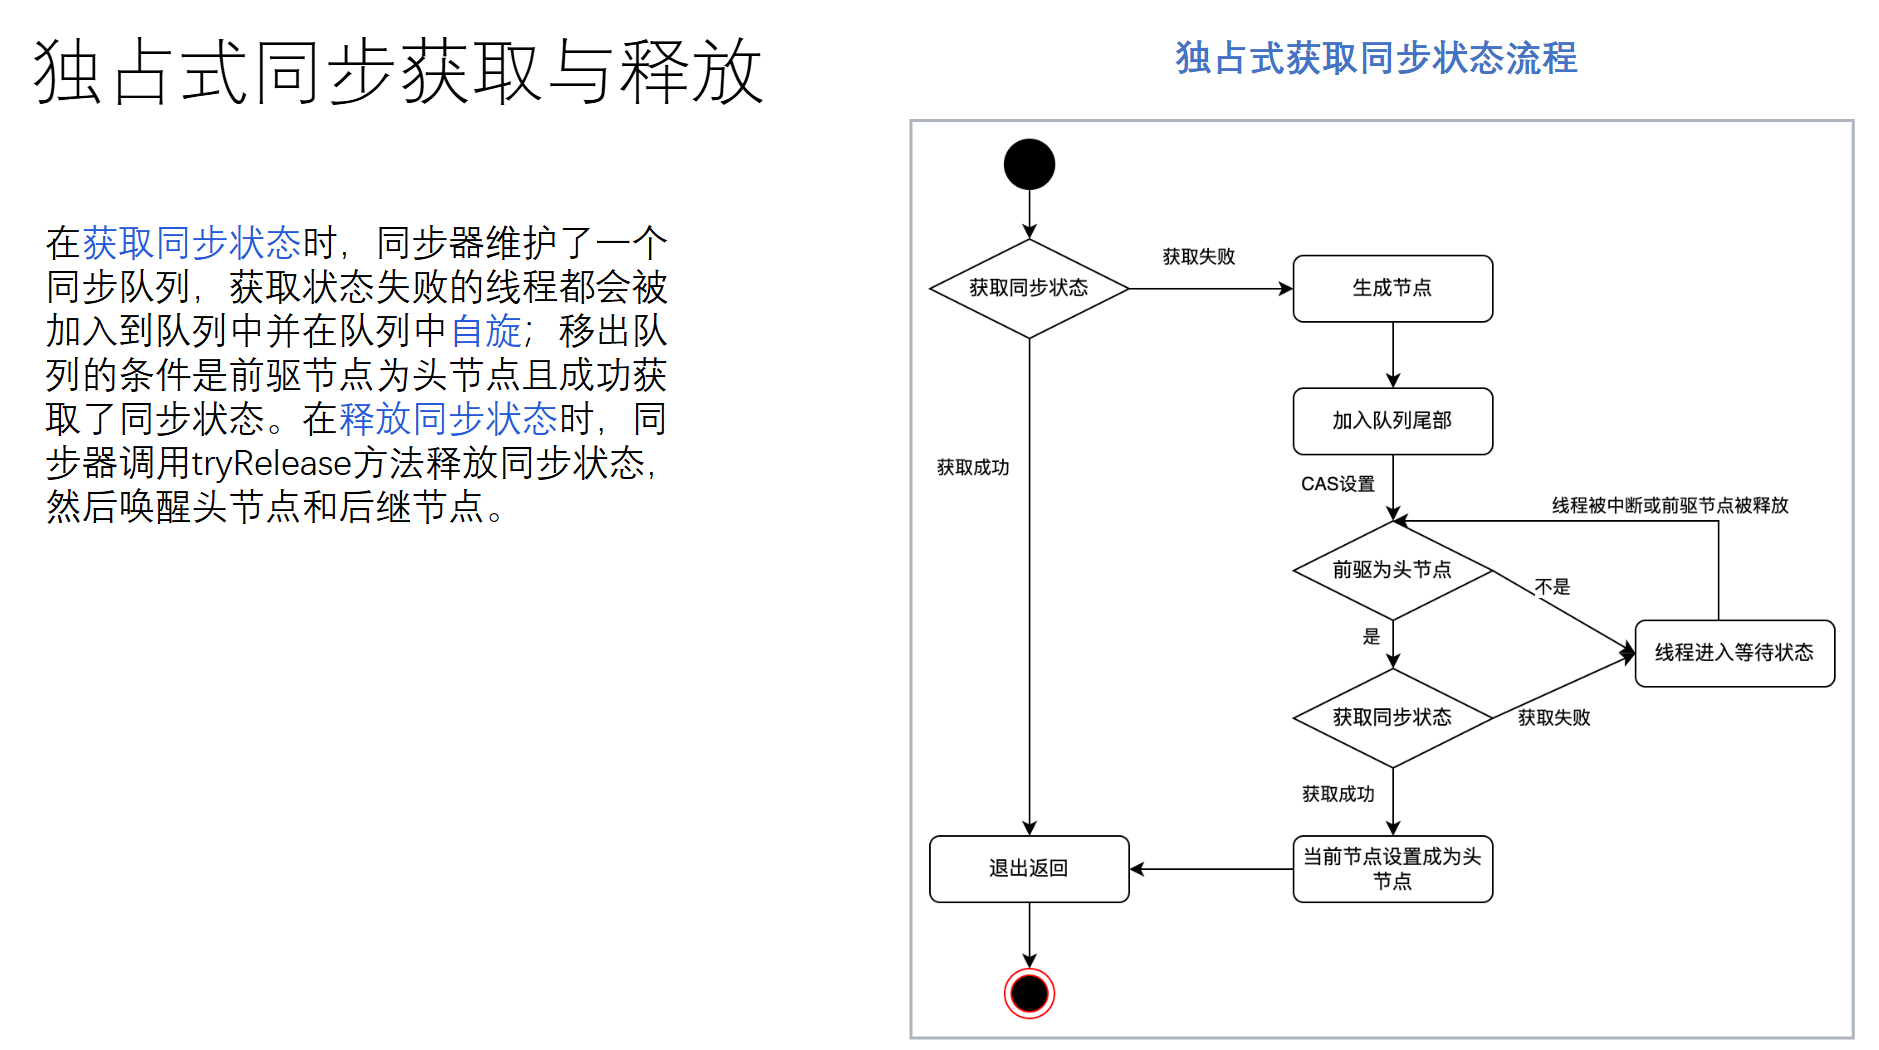 独占式同步获取与释放
独占式获取同步状态流程
在获取同步状态时，同步器维护了一个
同步队列，获取状态失败的线程都会被
加入到队列中并在队列中自旋；移出队
列的条件是前驱节点为头节点且成功获
取了同步状态。在释放同步状态时，同
步器调用tryRelease方法释放同步状态，
然后唤醒头节点和后继节点。
获取同步状态
获取失败
生成节点
加入队列尾部
获取成功
CAS设置
线程被中断或前驱节点被释放
前驱为头节点
不是
是
线程进入等待状态
获取同步状态
获取失败
获取成功
退出返回
当前节点设置成为头
节点